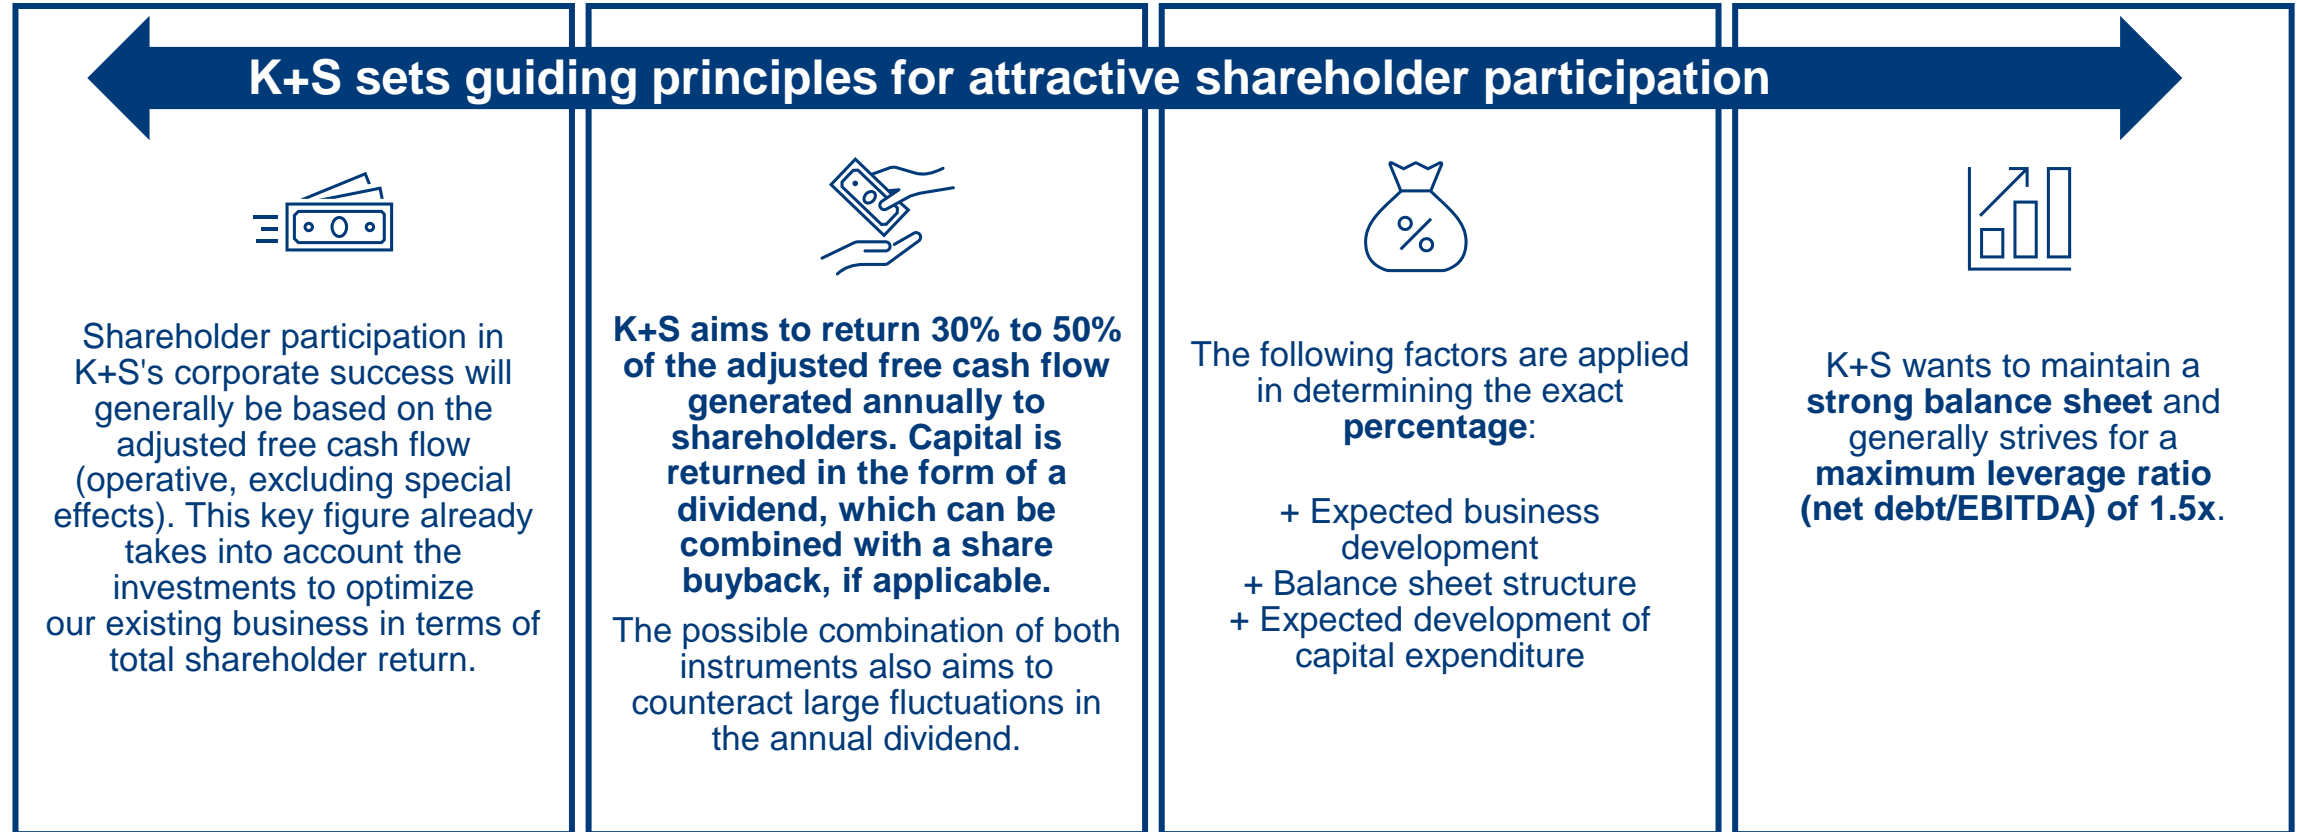 K+S sets guiding principles for attractive shareholder participation
Shareholder participation in
K+S's corporate success will
generally be based on the
adjusted free cash flow
(operative, excluding special
effects). This key figure already
takes into account the
investments to optimize
our existing business in terms of
total shareholder return.
K+S aims to return 30% to 50%
of the adjusted free cash flow
generated annually to
shareholders. Capital is
returned in the form of a
dividend, which can be
combined with a share
buyback, if applicable.
The possible combination of both
instruments also aims to
counteract large fluctuations in
the annual dividend.
%
The following factors are applied
in determining the exact
percentage:
+ Expected business
development
+ Balance sheet structure
+ Expected development of
capital expenditure
K+S wants to maintain a
strong balance sheet and
generally strives for a
maximum leverage ratio
(net debt/EBITDA) of 1.5x.